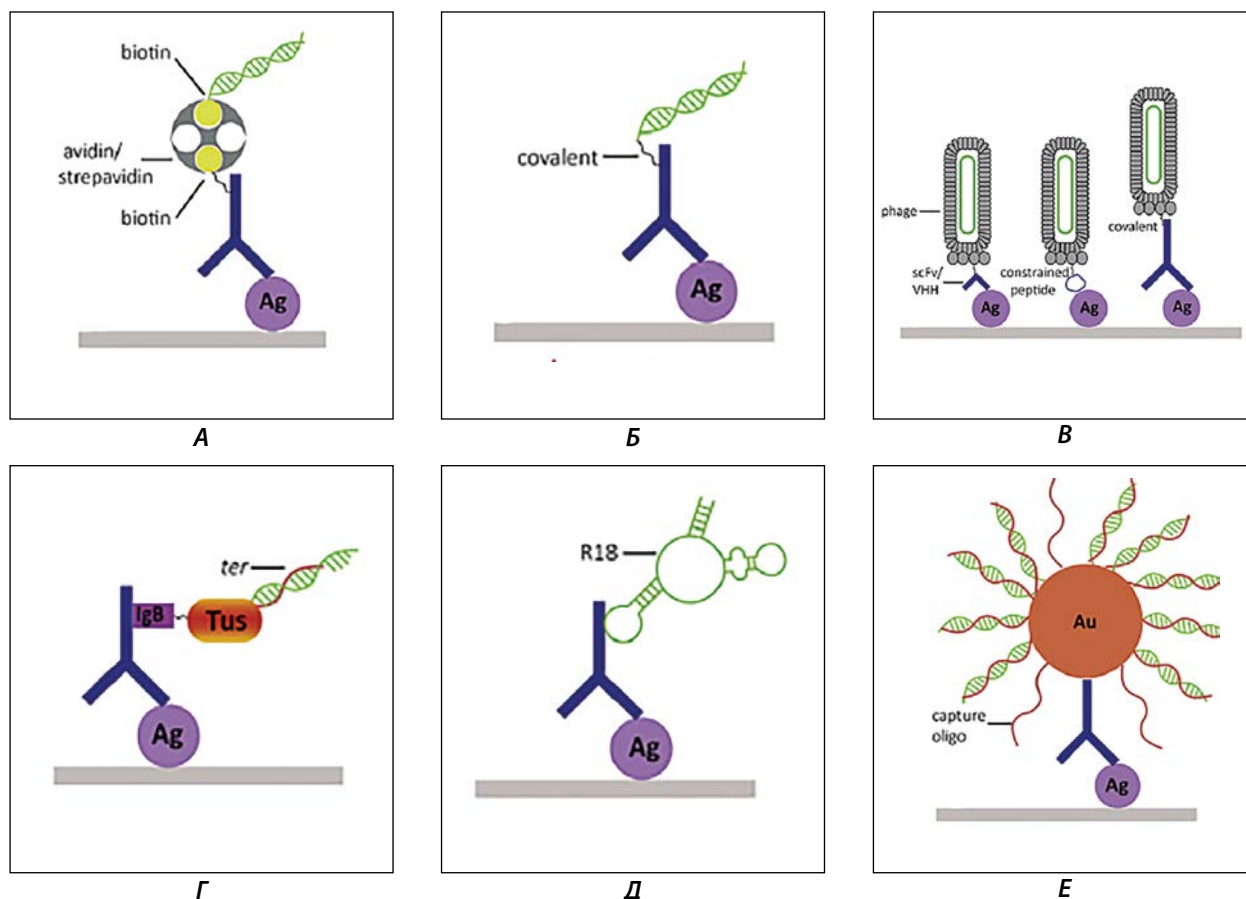 biotin
avidin/
strepavidin
biotin
Ag
А
covalent
Ag
Б
phage
scFv/
VHH
constrained
peptide
covalent
Ag
Ag
Ag
В
ter
IgB
Tus
Ag
Г
R18
Ag
Д
Au
capture
oligo
Ag
Е